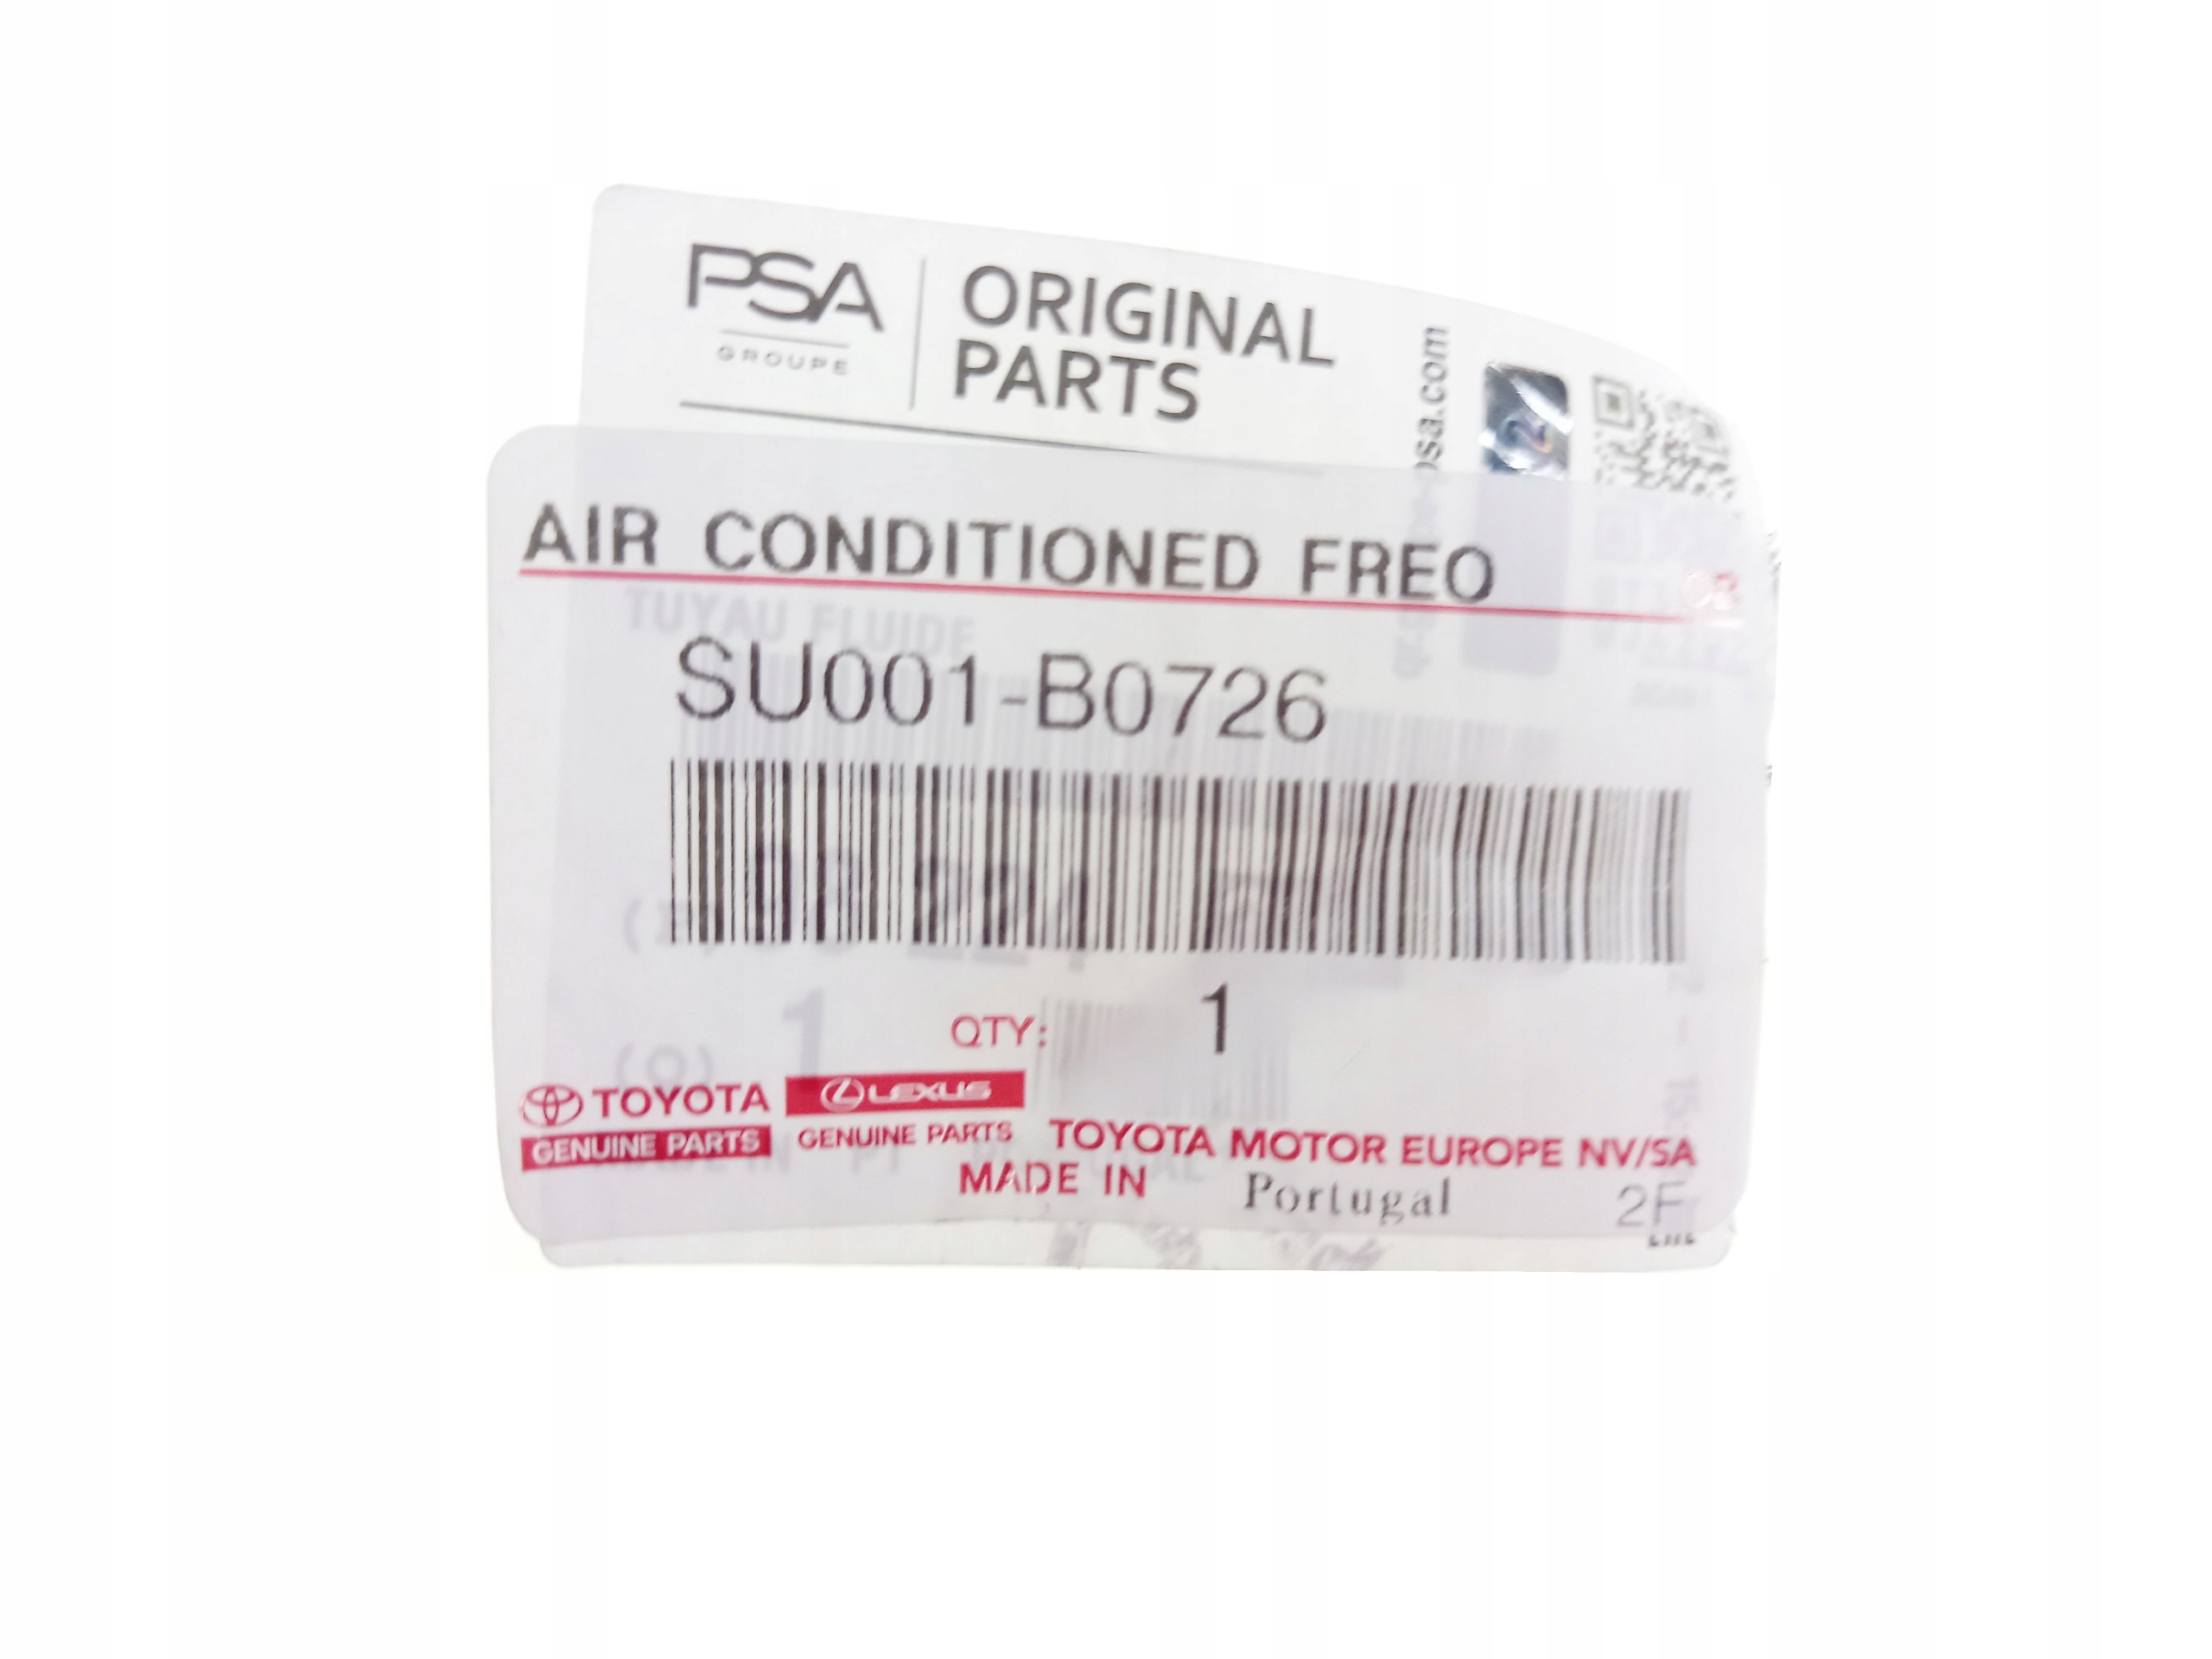 PSA
GROUPE
ORIGINAL
PARTS
AIR CONDITIONED FREO
TUYAU FLUIDE
SU001-B0726
QTY: 1
(Q) 1
TOYOTA
GENUINE PARTS
LEXUS
GENUINE PARTS
TOYOTA MOTOR EUROPE NV/SA
MADE IN Portugal
2F